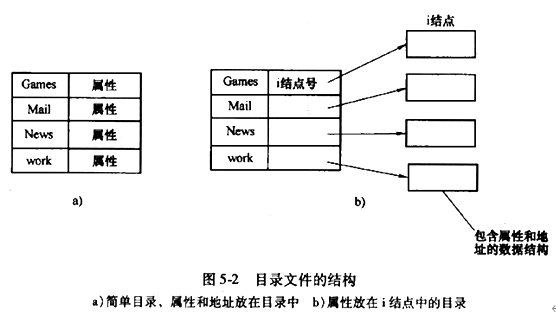 i结点
Games 属性
Mail 属性
News 属性
work 属性
a)
Games i结点号
Mail
News
work
b)
包含属性和地
址的数据结构
图 5-2 目录文件的结构
a)简单目录、属性和地址放在目录中 b)属性放在 i 结点中的目录